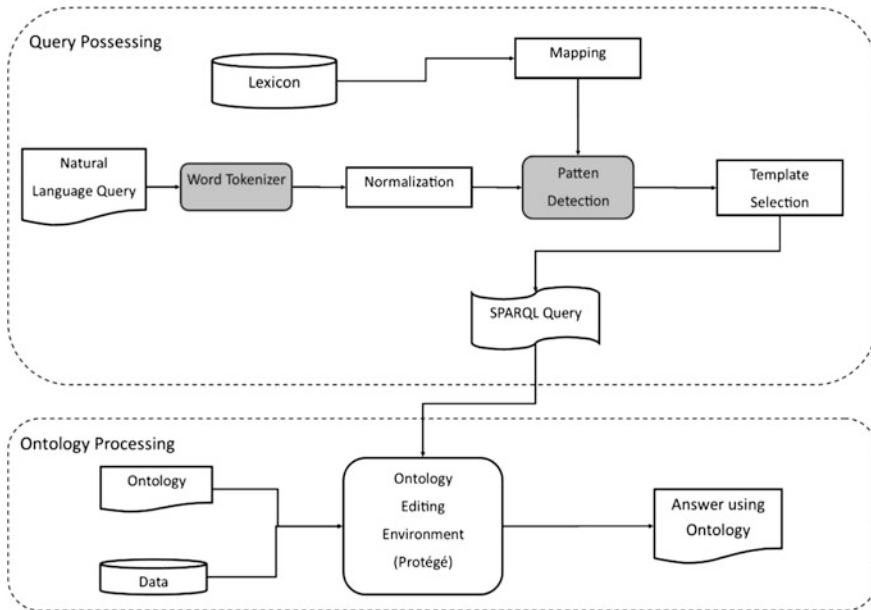 Query Possessing
Lexicon
Mapping
Natural
Language Query
Word Tokenizer
Normalization
Patten
Detection
Template
Selection
SPARQL Query
Ontology Processing
Ontology
Data
Ontology
Editing
Environment
(Protégé)
Answer using
Ontology